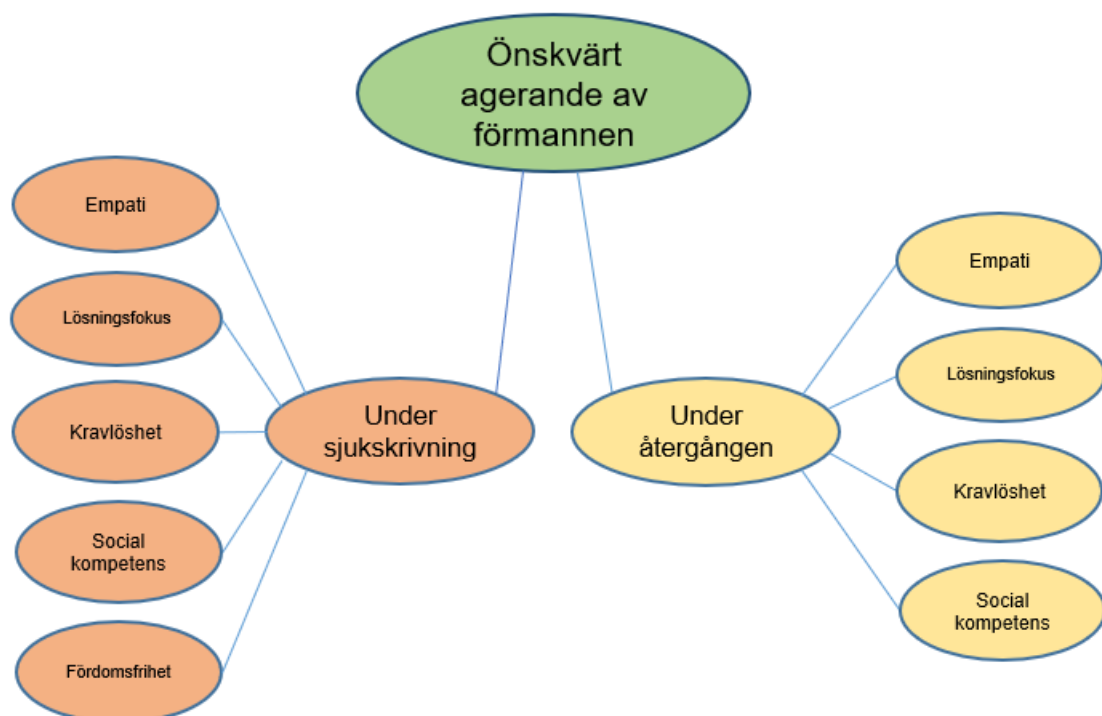 Önskvärt
agerande av
förmannen
Empati
Lösningsfokus
Kravlöshet
Social
kompetens
Fördomsfrihet
Under
sjukskrivning
Under
återgången
Empati
Lösningsfokus
Kravlöshet
Social
kompetens